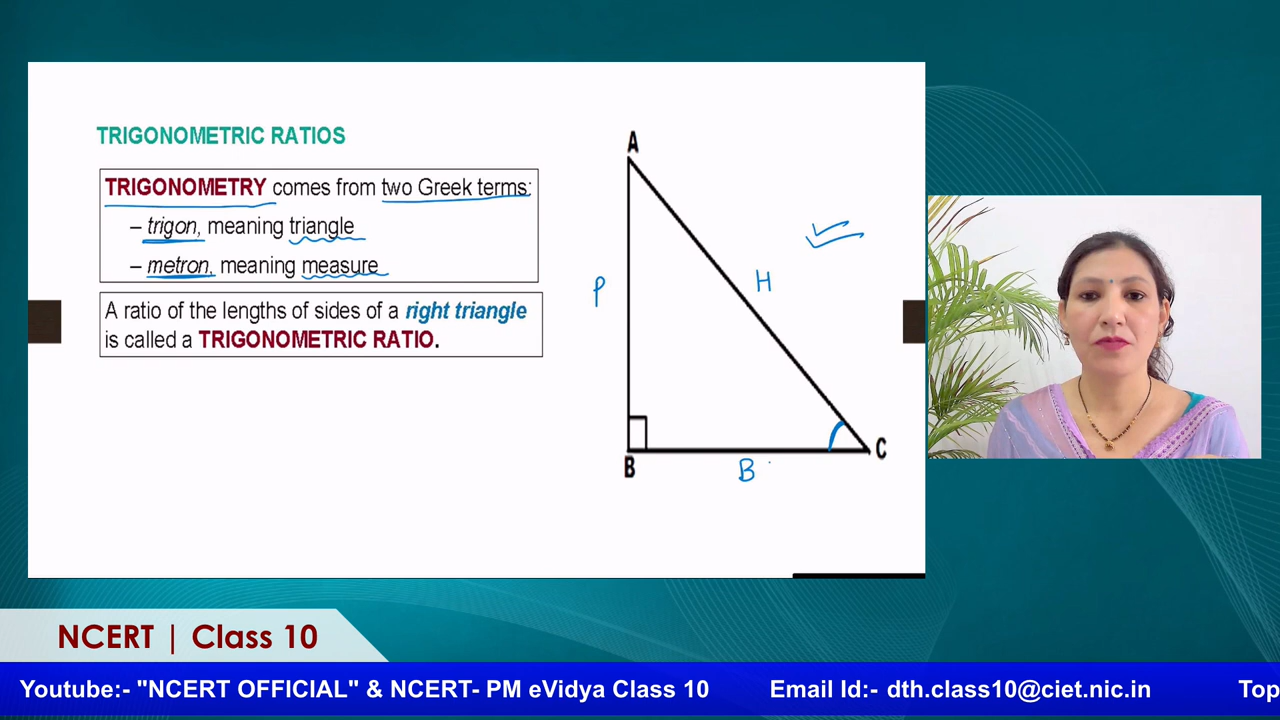 TRIGONOMETRIC RATIOS
TRIGONOMETRY comes from two Greek terms:
– trigon, meaning triangle
– metron, meaning measure
A ratio of the lengths of sides of a right triangle
is called a TRIGONOMETRIC RATIO.
A
P
H
B
B
C
NCERT | Class 10
Youtube:- "NCERT OFFICIAL" & NCERT- PM eVidya Class 10 Email Id:- dth.class10@ciet.nic.in Top